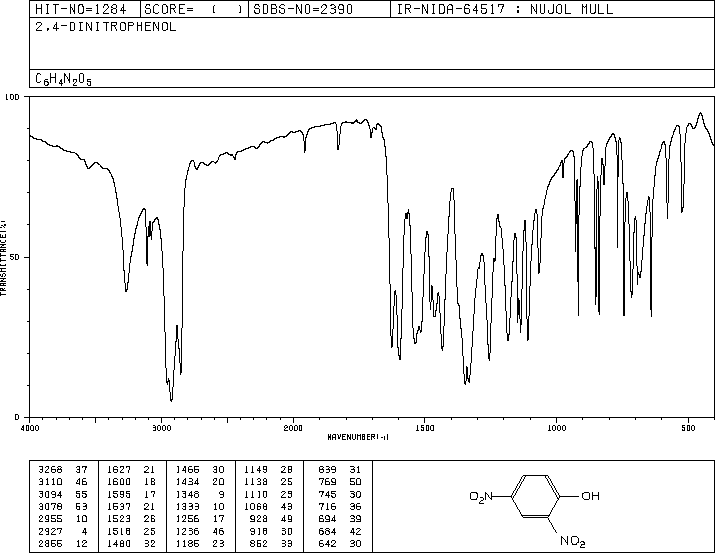 HIT-NO=1284 SCORE= ( ) SDBS-NO=2390 IR-NIDA-64517 : NUJOL MULL
2,4-DINITROPHENOL
C6H4N2O5
100
50
0
TRANSMITTANCE(%)
4000 3000 2000 1500 1000 500
WAVENUMBER(-1)
3268 37 1627 21 1466 30 1149 28 839 31
3110 46 1600 18 1434 20 1138 25 769 50
3094 55 1595 17 1348 9 1110 23 745 30
3078 53 1537 21 1333 10 1068 43 716 36
2955 10 1523 26 1256 17 928 49 694 39
2927 4 1518 25 1236 46 918 30 684 42
2855 12 1480 32 1185 23 852 33 642 30
NO2
OH
NO2